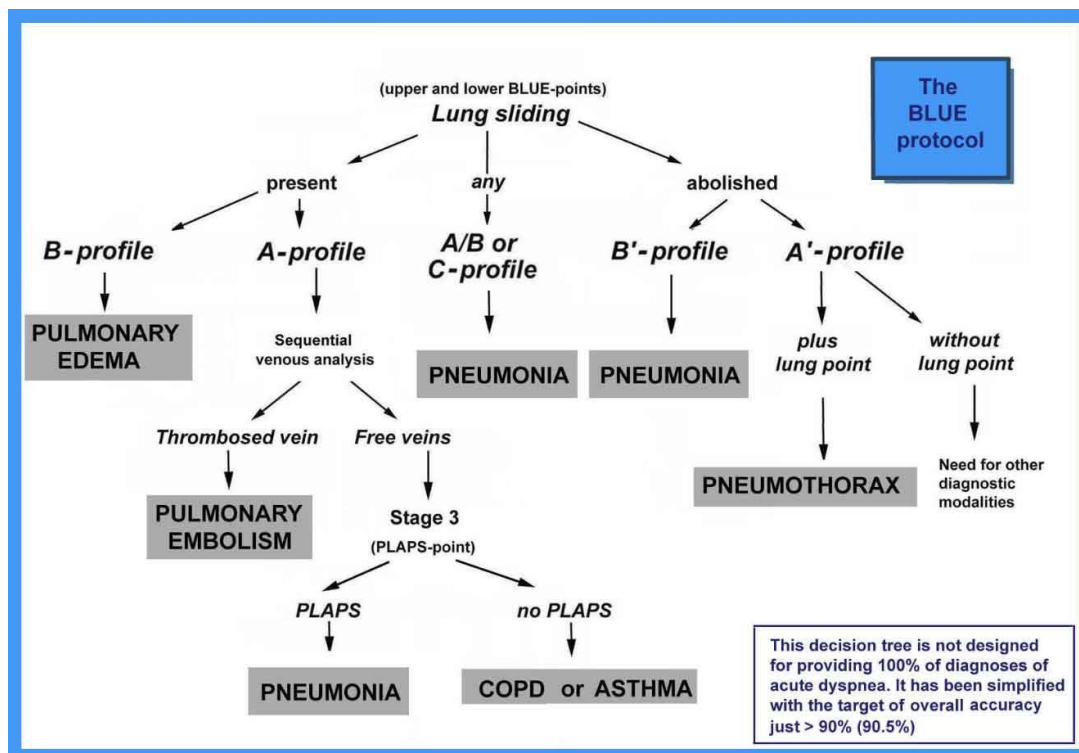 The
BLUE
protocol
(upper and lower BLUE-points)
Lung sliding
present
any
abolished
B-profile
A-profile
A/B or
C-profile
B'-profile
A'-profile
PULMONARY
EDEMA
Sequential
venous analysis
PNEUMONIA
PNEUMONIA
plus
lung point
without
lung point
Thrombosed vein
Free veins
PULMONARY
EMBOLISM
Stage 3
(PLAPS-point)
PNEUMOTHORAX
Need for other
diagnostic
modalities
PLAPS
no PLAPS
PNEUMONIA
COPD or ASTHMA
This decision tree is not designed
for providing 100% of diagnoses of
acute dyspnea. It has been simplified
with the target of overall accuracy
just > 90% (90.5%)